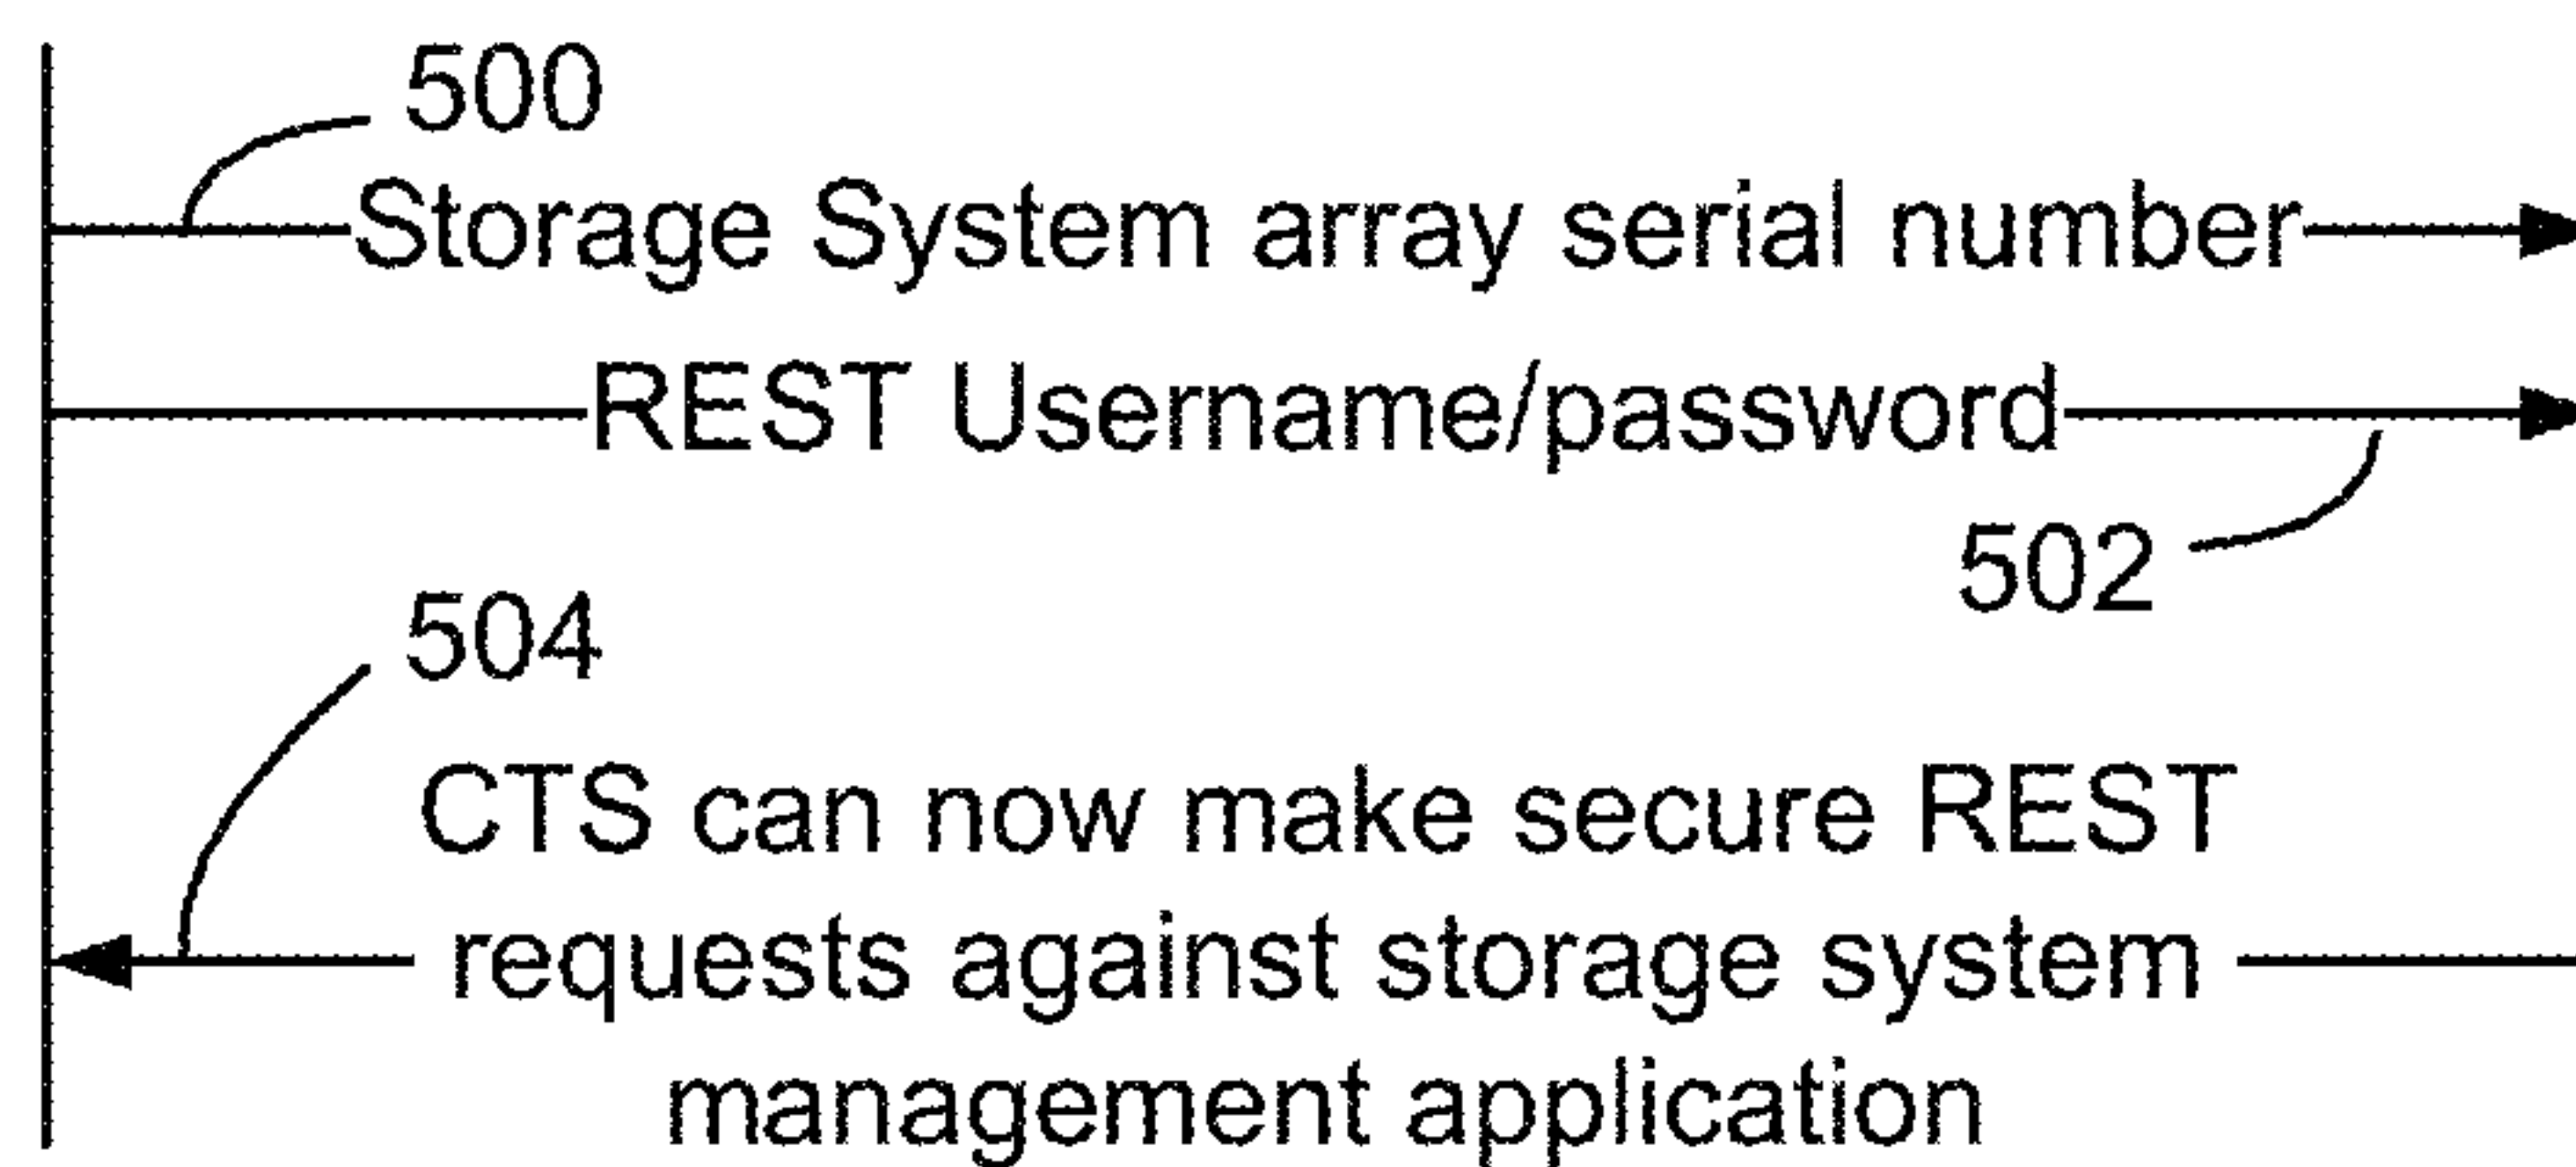 500
Storage System array serial number
REST Username/password
502
504
CTS can now make secure REST
requests against storage system
management application